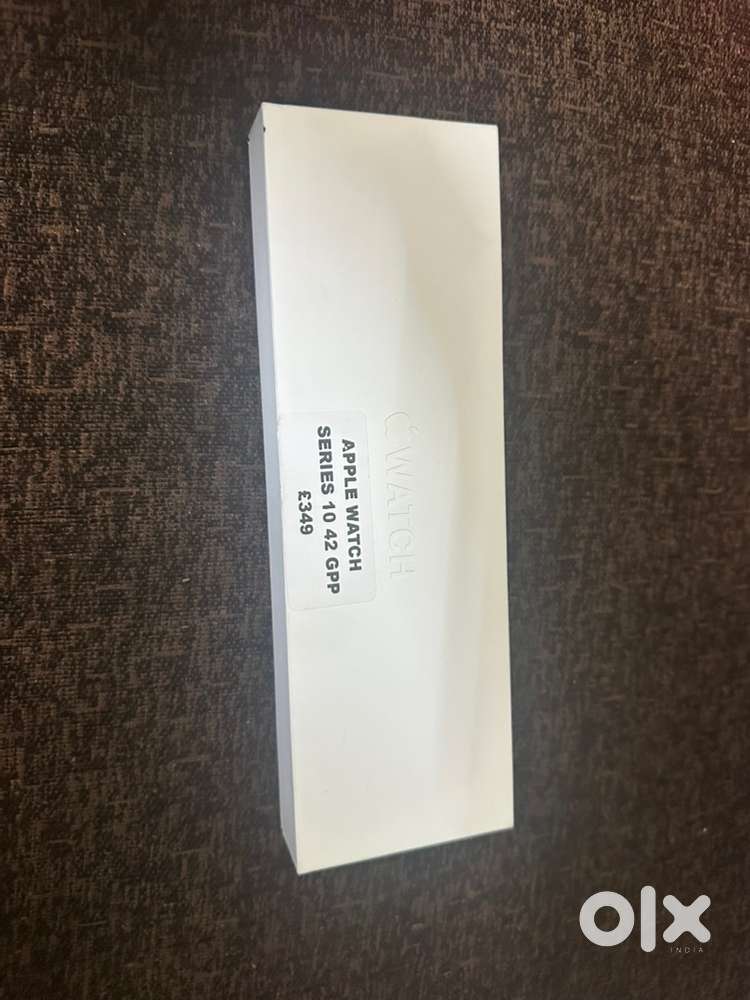 WATCH
APPLE WATCH
SERIES 10 42 GPP
£349
olx
INDIA